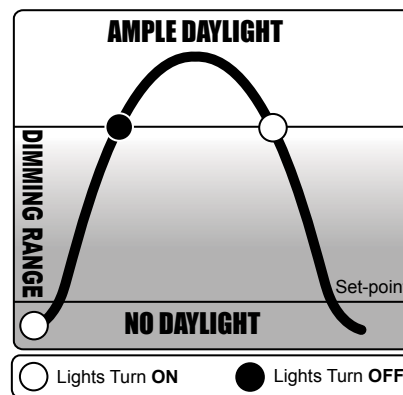 AMPLE DAYLIGHT
DIMMING RANGE
Set-poin
NO DAYLIGHT
Lights Turn ON
Lights Turn OFF